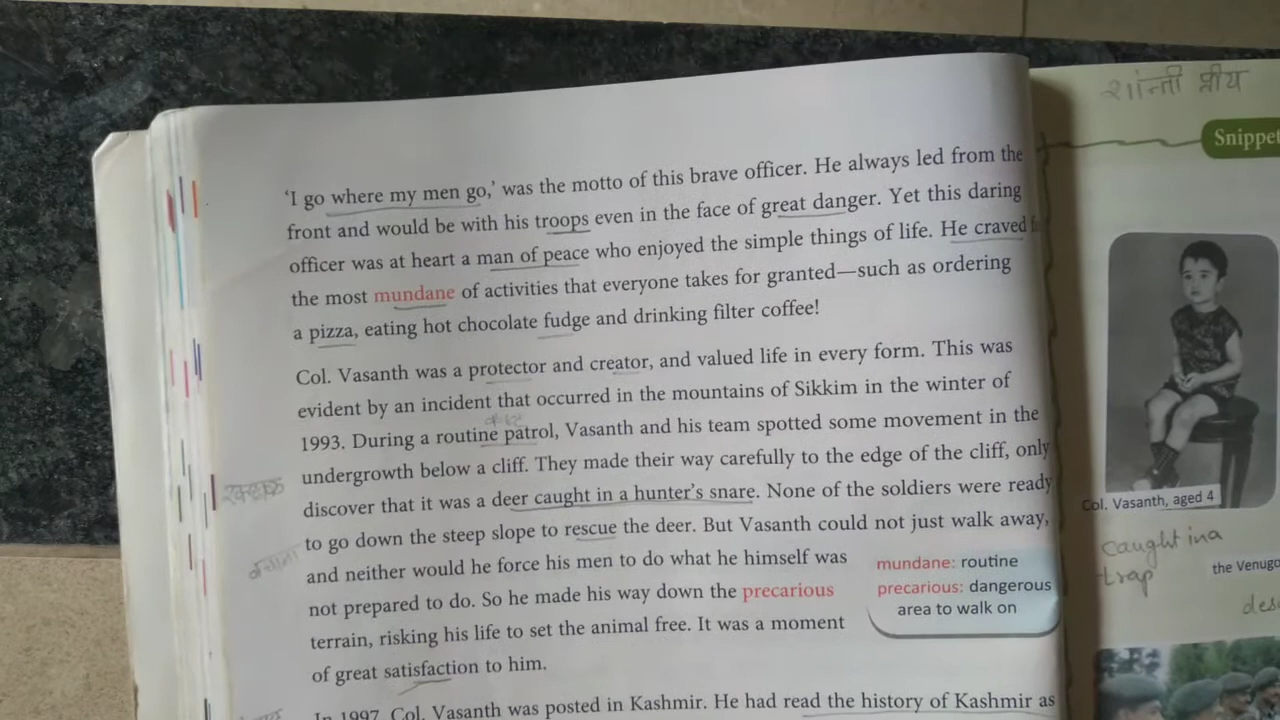 'I go where my men go,' was the motto of this brave officer. He always led from the
front and would be with his troops even in the face of great danger. Yet this daring
officer was at heart a man of peace who enjoyed the simple things of life. He craved
the most mundane of activities that everyone takes for granted—such as ordering
a pizza, eating hot chocolate fudge and drinking filter coffee!
Col. Vasanth was a protector and creator, and valued life in every form. This was
evident by an incident that occurred in the mountains of Sikkim in the winter of
1993. During a routine patrol, Vasanth and his team spotted some movement in the
undergrowth below a cliff. They made their way carefully to the edge of the cliff, only
discover that it was a deer caught in a hunter's snare. None of the soldiers were ready
to go down the steep slope to rescue the deer. But Vasanth could not just walk away,
and neither would he force his men to do what he himself was
not prepared to do. So he made his way down the precarious
terrain, risking his life to set the animal free. It was a moment
of great satisfaction to him.
In 1997, Col. Vasanth was posted in Kashmir. He had read the history of Kashmir as
mundane: routine
precarious: dangerous
area to walk on
Snippet
Col. Vasanth, aged 4
caught in a
trap
the Venugo